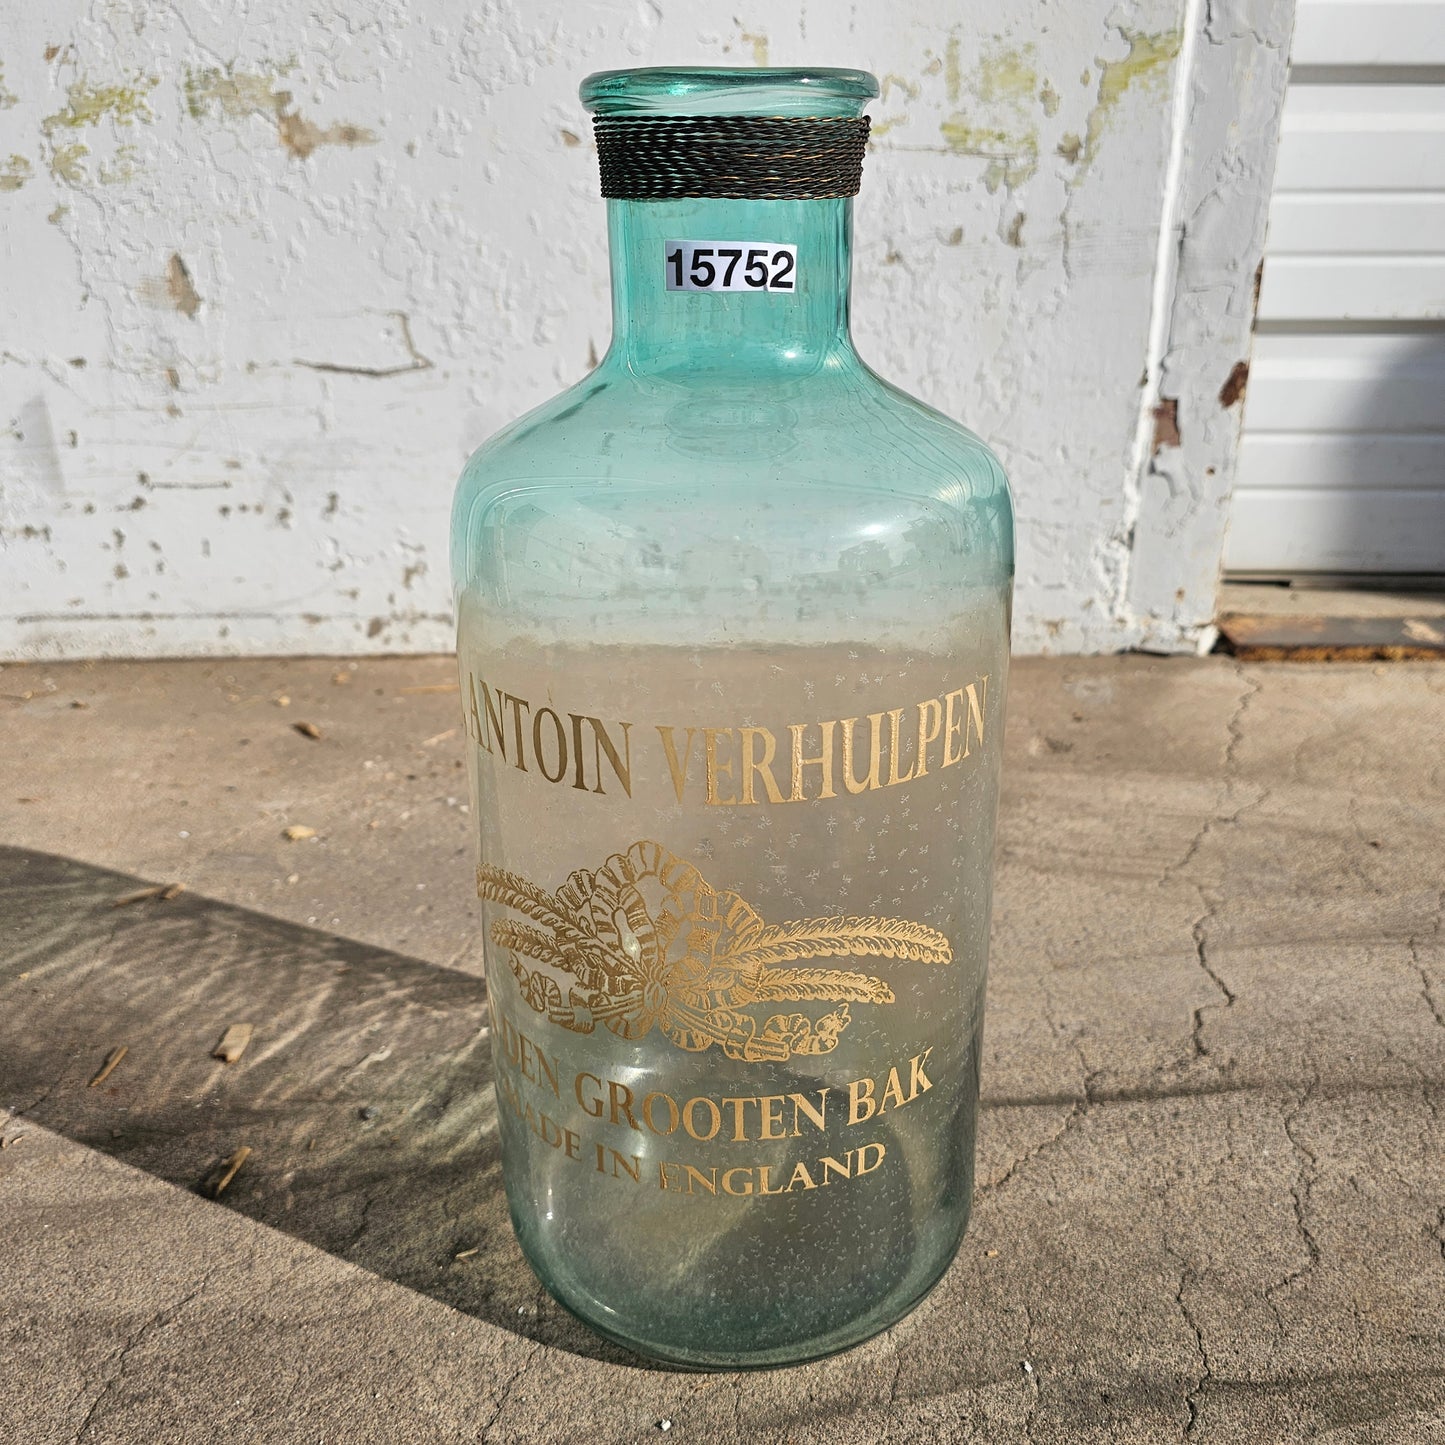 15752
ANTOIN VERHULPEN
DEN GROOTEN BAK
MADE IN ENGLAND